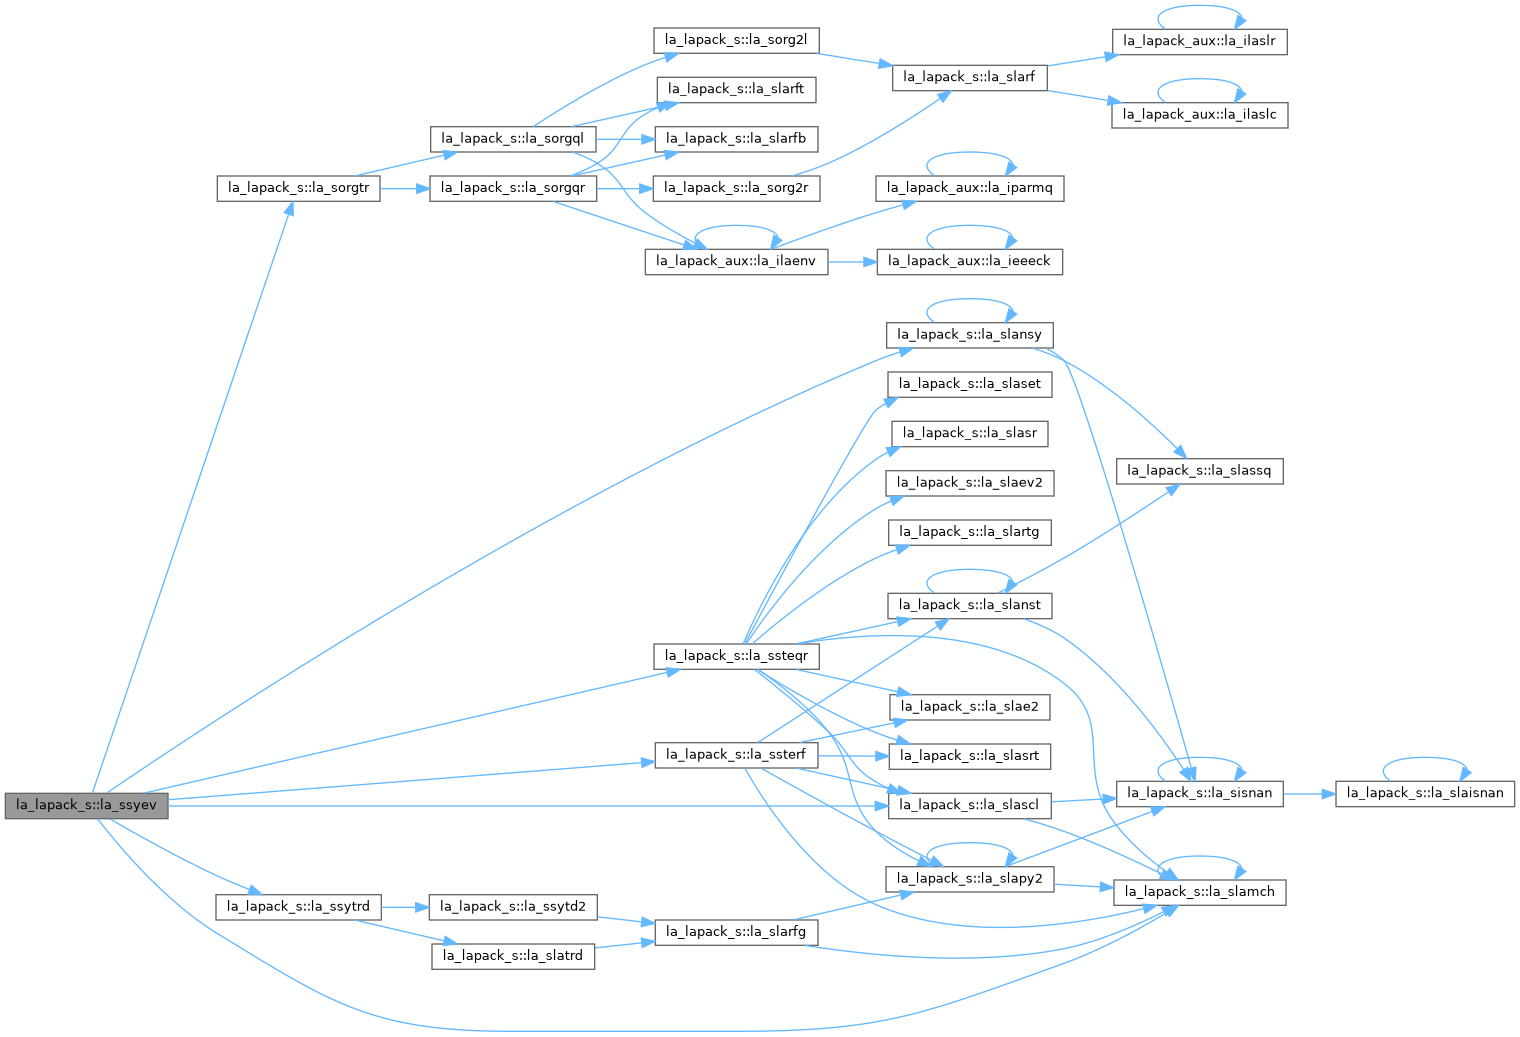 la_lapack_s::la_sorg2l
la_lapack_aux::la_ilaslr
la_lapack_s::la_slarf
la_lapack_s::la_slarft
la_lapack_aux::la_ilaslc
la_lapack_s::la_sorgql
la_lapack_s::la_slarfb
la_lapack_s::la_sorgtr
la_lapack_s::la_sorgqr
la_lapack_s::la_sorg2r
la_lapack_aux::la_iparmq
la_lapack_aux::la_ilaenv
la_lapack_aux::la_ieeeck
la_lapack_s::la_slansy
la_lapack_s::la_slaset
la_lapack_s::la_slasr
la_lapack_s::la_slassq
la_lapack_s::la_slaev2
la_lapack_s::la_slartg
la_lapack_s::la_slanst
la_lapack_s::la_ssteqr
la_lapack_s::la_slae2
la_lapack_s::la_ssterf
la_lapack_s::la_slasrt
la_lapack_s::la_ssyev
la_lapack_s::la_slascl
la_lapack_s::la_sisnan
la_lapack_s::la_slaisnan
la_lapack_s::la_slapy2
la_lapack_s::la_slamch
la_lapack_s::la_ssytrd
la_lapack_s::la_ssytd2
la_lapack_s::la_slarfg
la_lapack_s::la_slatrd